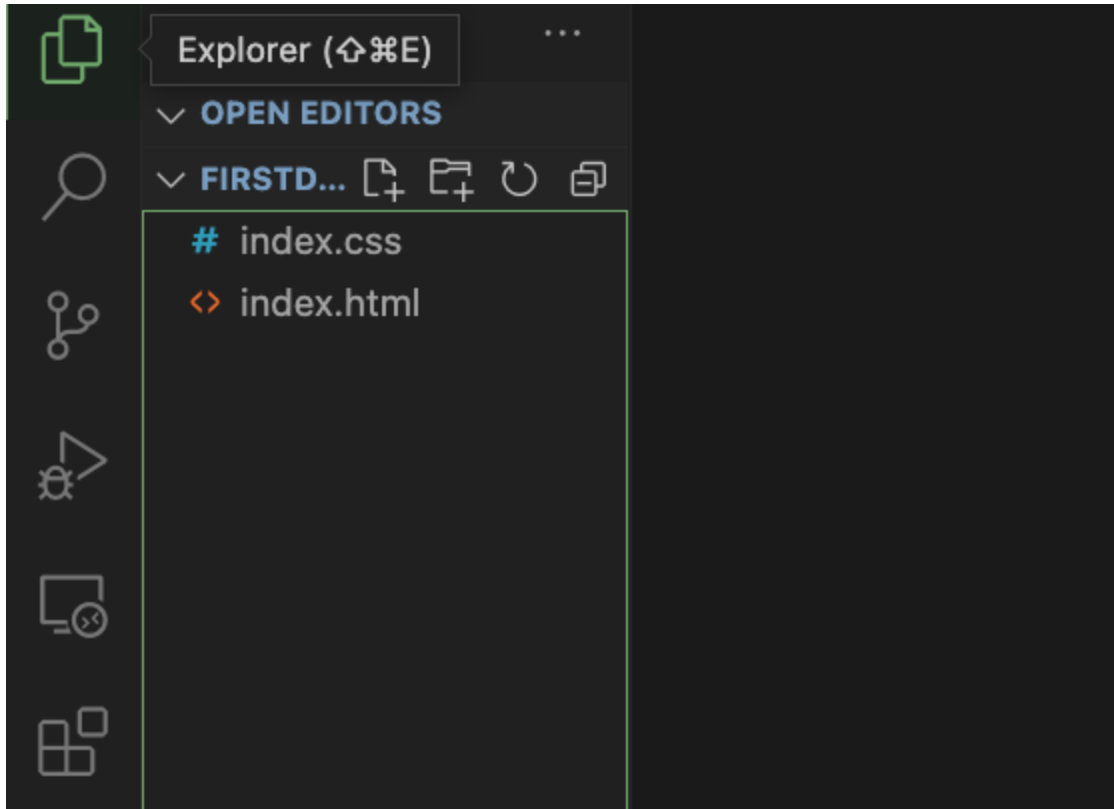 Explorer (⇧⌘E)
OPEN EDITORS
FIRSTD...
# index.css
<> index.html